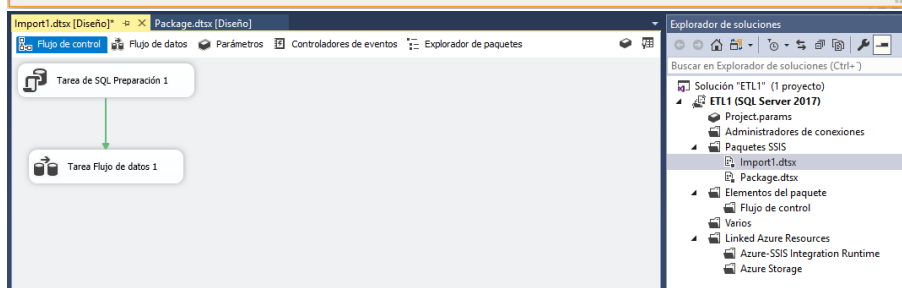 Import1.dtsx [Diseño]* Package.dtsx [Diseño]
Flujo de control Flujo de datos Parámetros Controladores de eventos Explorador de paquetes
Tarea de SQL Preparación 1
Tarea Flujo de datos 1
Explorador de soluciones
Buscar en Explorador de soluciones (Ctrl+¨)
Solución "ETL1" (1 proyecto)
ETL1 (SQL Server 2017)
Project.params
Administradores de conexiones
Paquetes SSIS
Import1.dtsx
Package.dtsx
Elementos del paquete
Flujo de control
Varios
Linked Azure Resources
Azure-SSIS Integration Runtime
Azure Storage